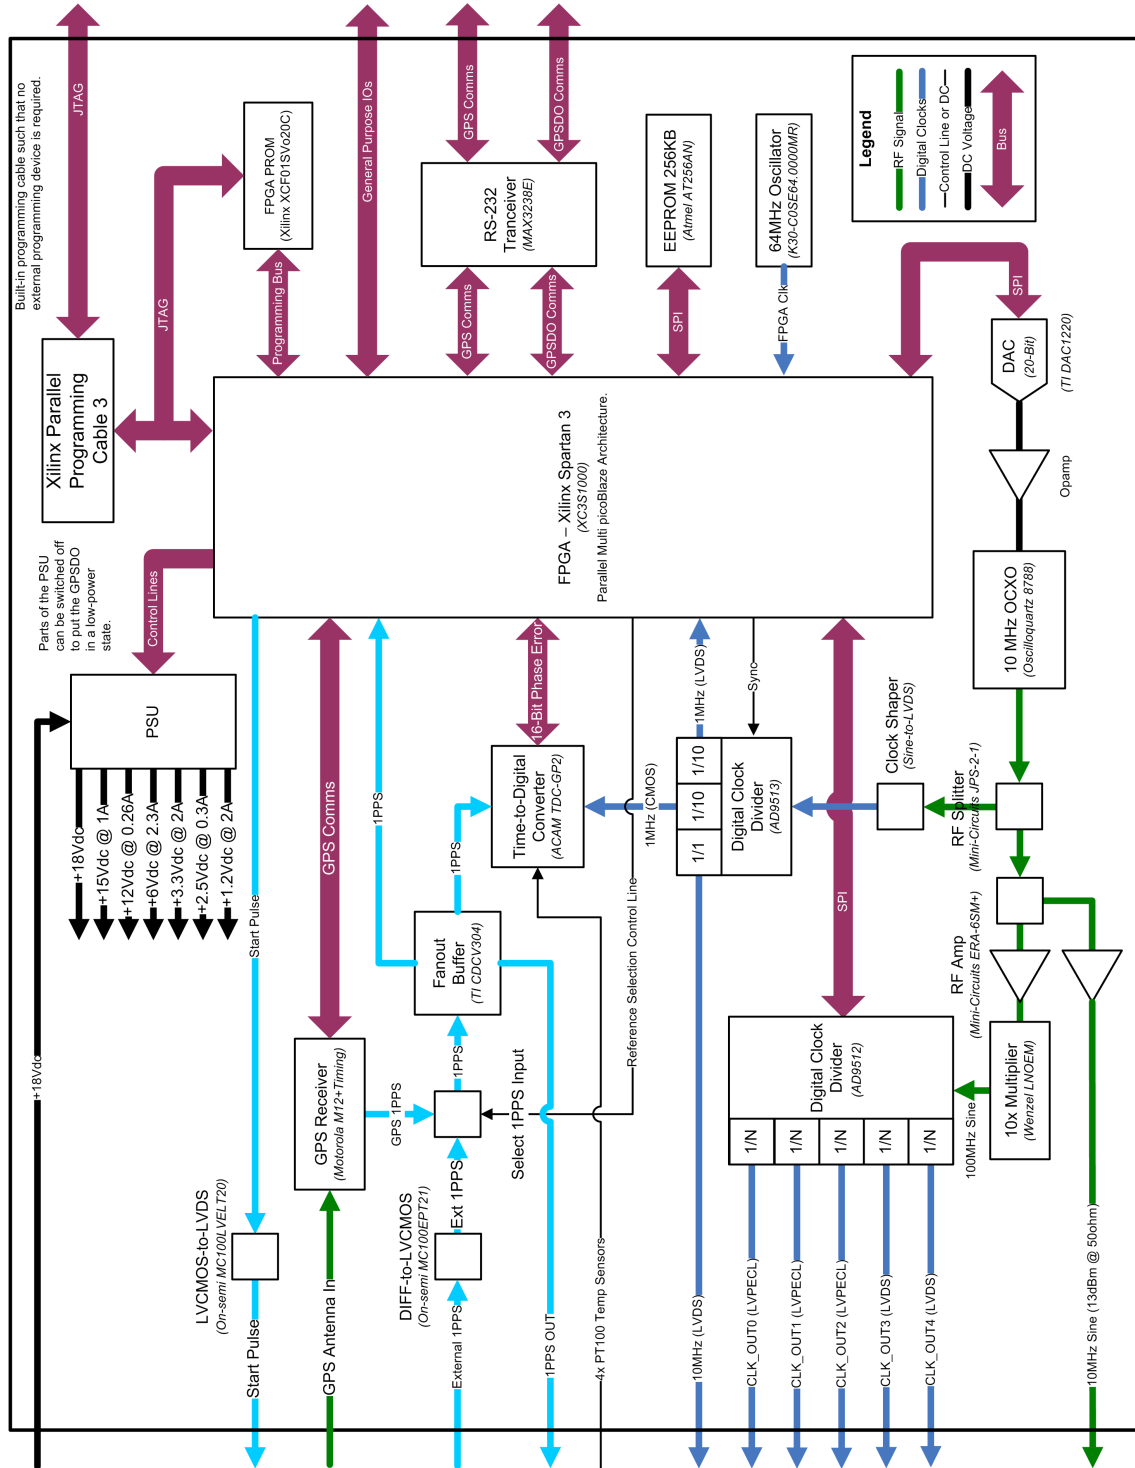 Built-in programming cable such that no
external programming device is required.
JTAG
Xilinx Parallel
Programming
Cable 3
JTAG
FPGA PROM
(Xilinx XCF01SVo20C)
Programming Bus
General Purpose IOs
GPS Comms
GPSDO Comms
RS-232
Tranceiver
(MAX3238E)
GPS Comms
GPSDO Comms
EEPROM 256KB
(Atmel AT256AN)
SPI
64MHz Oscillator
(K30-C0SE64.0000MR)
FPGA Clk
Legend
RF Signal
Digital Clocks
Control Line or DC
DC Voltage
Bus
SPI
DAC
(20-Bit)
(TI DAC1220)
Opamp
10 MHz OCXO
(Oscilloquartz 8788)
FPGA – Xilinx Spartan 3
(XC3S1000)
Parallel Multi picoBlaze Architecture.
Parts of the PSU
can be switched off
to put the GPSDO
in a low-power
state.
Control Lines
PSU
+18Vdc
+15Vdc @ 1A
+12Vdc @ 0.26A
+6Vdc @ 2.3A
+3.3Vdc @ 2A
+2.5Vdc @ 0.3A
+1.2Vdc @ 2A
+18Vdc
Start Pulse
LVCMOS-to-LVDS
(On-semi MC100LVELT20)
Start Pulse
GPS Comms
GPS Receiver
(Motorola M12+Timing)
GPS Antenna In
GPS 1PPS
1PPS
1PPS
1PPS
Fanout
Buffer
(TI CDCV304)
Select 1PPS Input
Ext 1PPS
DIFF-to-LVCMOS
(On-semi MC100EPT21)
External 1PPS
1PPS OUT
16-Bit Phase Error
Time-to-Digital
Converter
(ACAM TDC-GP2)
4x PT100 Temp Sensors
Reference Selection Control Line
1MHz (CMOS)
1MHz (LVDS)
Sync
1/1
1/10
1/10
Digital Clock
Divider
(AD9513)
10MHz (LVDS)
Clock Shaper
(Sine-to-LVDS)
RF Splitter
(Mini-Circuits JPS-2-1)
RF Amp
(Mini-Circuits ERA-6SM+)
SPI
Digital Clock
Divider
(AD9512)
1/N
1/N
1/N
1/N
1/N
100MHz Sine
10x Multiplier
(Wenzel LNOEM)
CLK_OUT0 (LVPECL)
CLK_OUT1 (LVPECL)
CLK_OUT2 (LVPECL)
CLK_OUT3 (LVDS)
CLK_OUT4 (LVDS)
10MHz Sine (13dBm @ 50ohm)